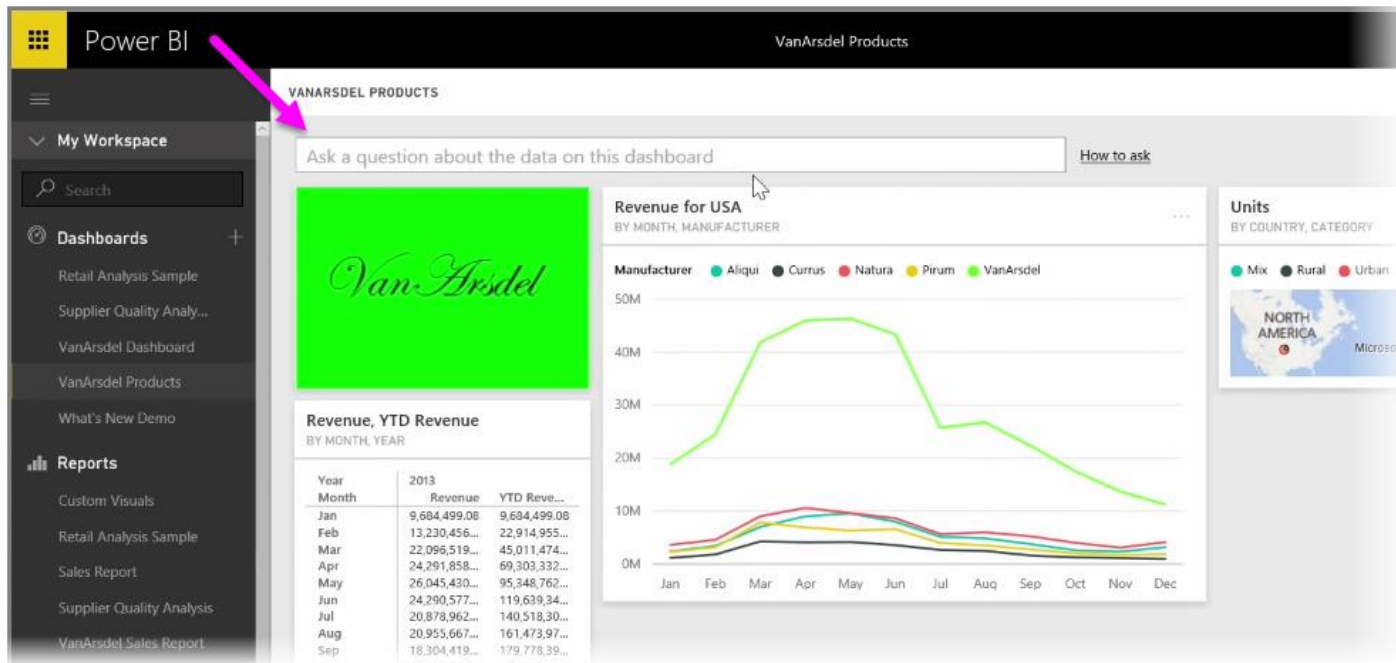 Power BI
VanArsdel Products
VANARSDEL PRODUCTS
My Workspace
Search
Dashboards
Retail Analysis Sample
Supplier Quality Analy...
VanArsdel Dashboard
VanArsdel Products
What's New Demo
Reports
Custom Visuals
Retail Analysis Sample
Sales Report
Supplier Quality Analysis
VanArsdel Sales Report
Ask a question about the data on this dashboard
How to ask
VanArsdel
Revenue, YTD Revenue
BY MONTH, YEAR
Year 2013
Month Revenue YTD Reve...
Jan 9,684,499.08 9,684,499.08
Feb 13,230,456... 22,914,955...
Mar 22,096,519... 45,011,474...
Apr 24,291,858... 69,303,332...
May 26,045,430... 95,348,762...
Jun 24,290,577... 119,639,34...
Jul 20,878,962... 140,518,30...
Aug 20,955,667... 161,473,97...
Sep 18,304,419... 179,778,39...
Revenue for USA
BY MONTH, MANUFACTURER
Manufacturer Aliqui Currus Natura Pirum VanArsdel
50M
40M
30M
20M
10M
0M
Jan Feb Mar Apr May Jun Jul Aug Sep Oct Nov Dec
Units
BY COUNTRY, CATEGORY
Mix Rural Urban
NORTH
AMERICA